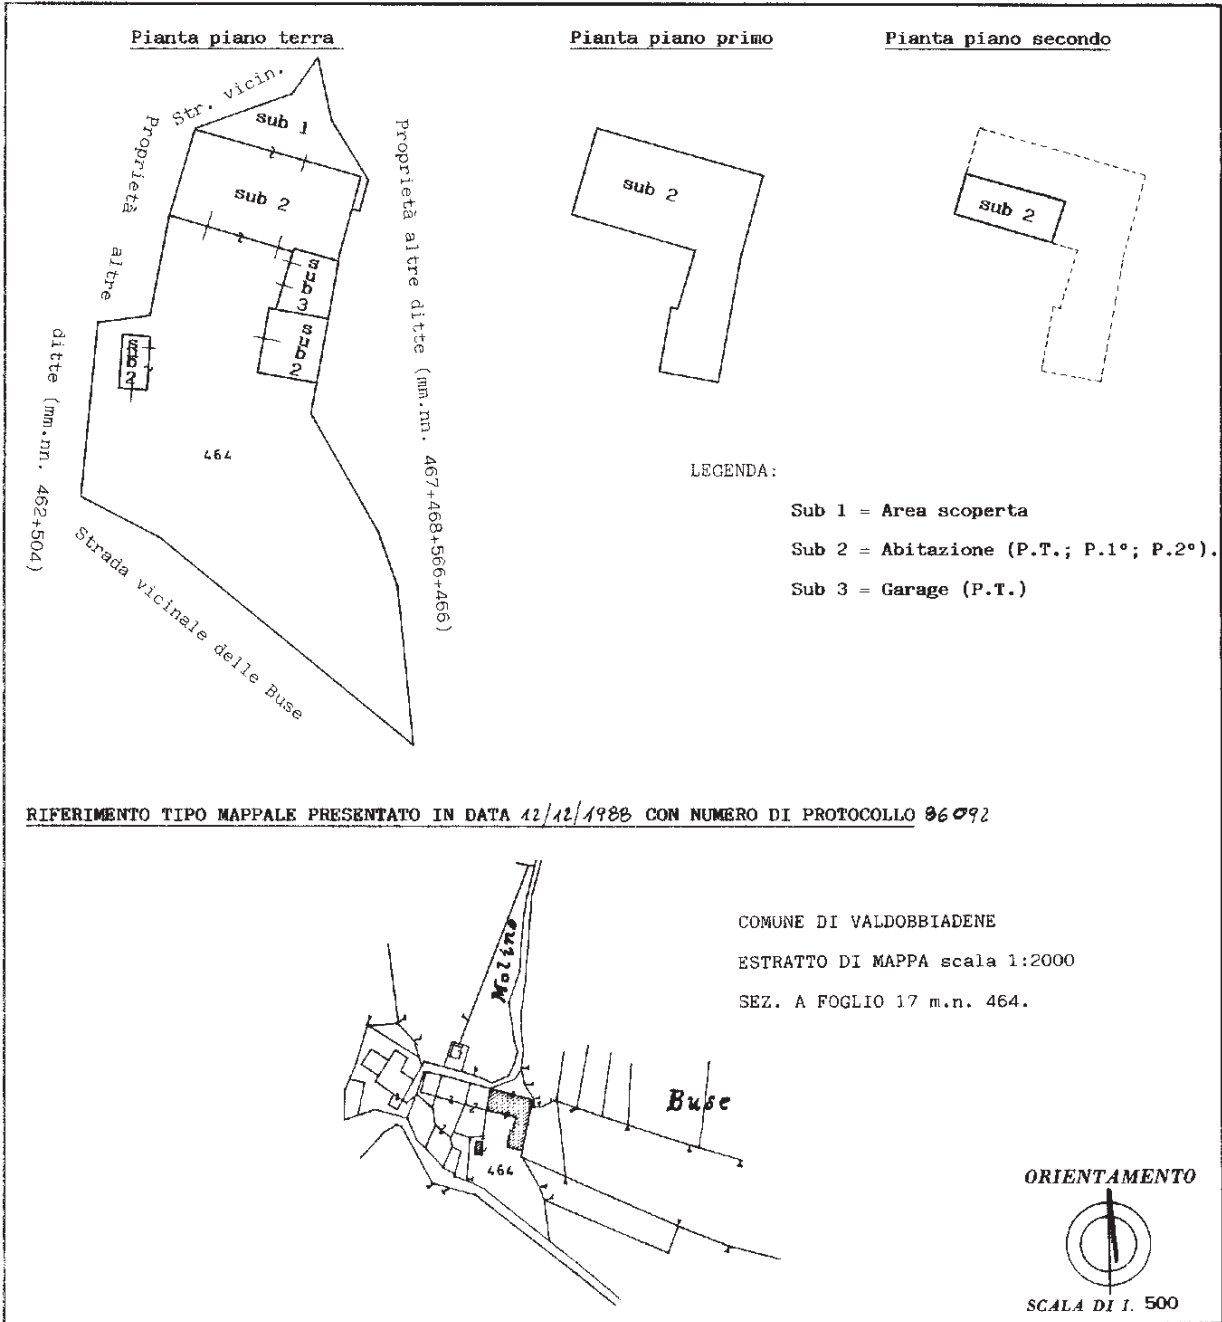 Pianta piano terra
Pianta piano primo
Pianta piano secondo
Str. vicin.
sub 1
sub 2
sub 3
sub 2
sub 2
464
Proprietà altre ditte (mm.nn. 462+504)
Proprietà altre ditte (mm.nn. 467+468+566+466)
Strada vicinale delle Buse
sub 2
sub 2
LEGENDA:
Sub 1 = Area scoperta
Sub 2 = Abitazione (P.T.; P.1°; P.2°).
Sub 3 = Garage (P.T.)
RIFERIMENTO TIPO MAPPALE PRESENTATO IN DATA 12/12/1988 CON NUMERO DI PROTOCOLLO 86092
Molino
Buse
464
COMUNE DI VALDOBBIADENE
ESTRATTO DI MAPPA scala 1:2000
SEZ. A FOGLIO 17 m.n. 464.
ORIENTAMENTO
SCALA DI 1. 500